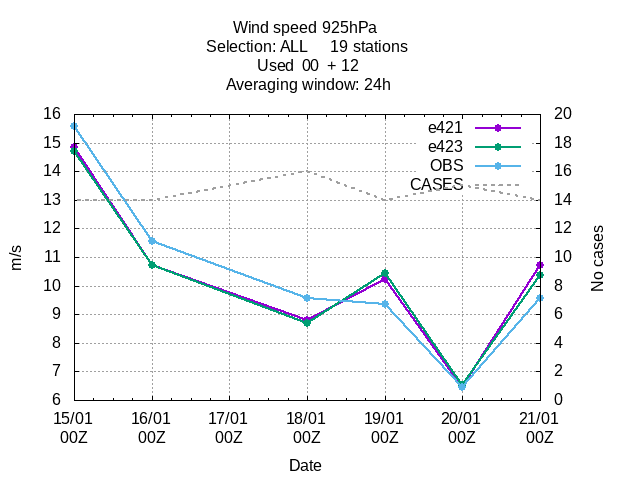 Wind speed 925hPa
Selection: ALL 19 stations
Used 00 + 12
Averaging window: 24h
16
15
14
13
12
11
10
9
8
7
6
m/s
20
18
16
14
12
10
8
6
4
2
0
No cases
e421
e423
OBS
CASES
15/01 16/01 17/01 18/01 19/01 20/01 21/01
00Z 00Z 00Z 00Z 00Z 00Z 00Z
Date